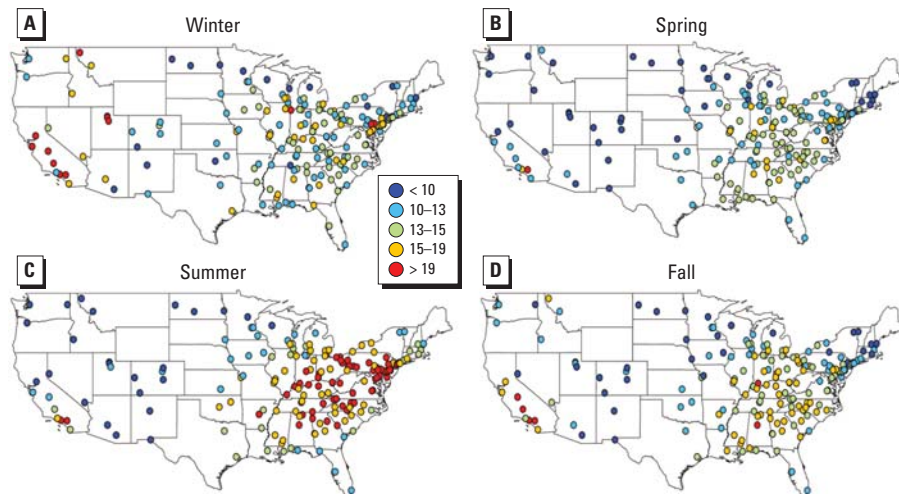 A
Winter
B
Spring
< 10
10–13
13–15
15–19
> 19
C
Summer
D
Fall